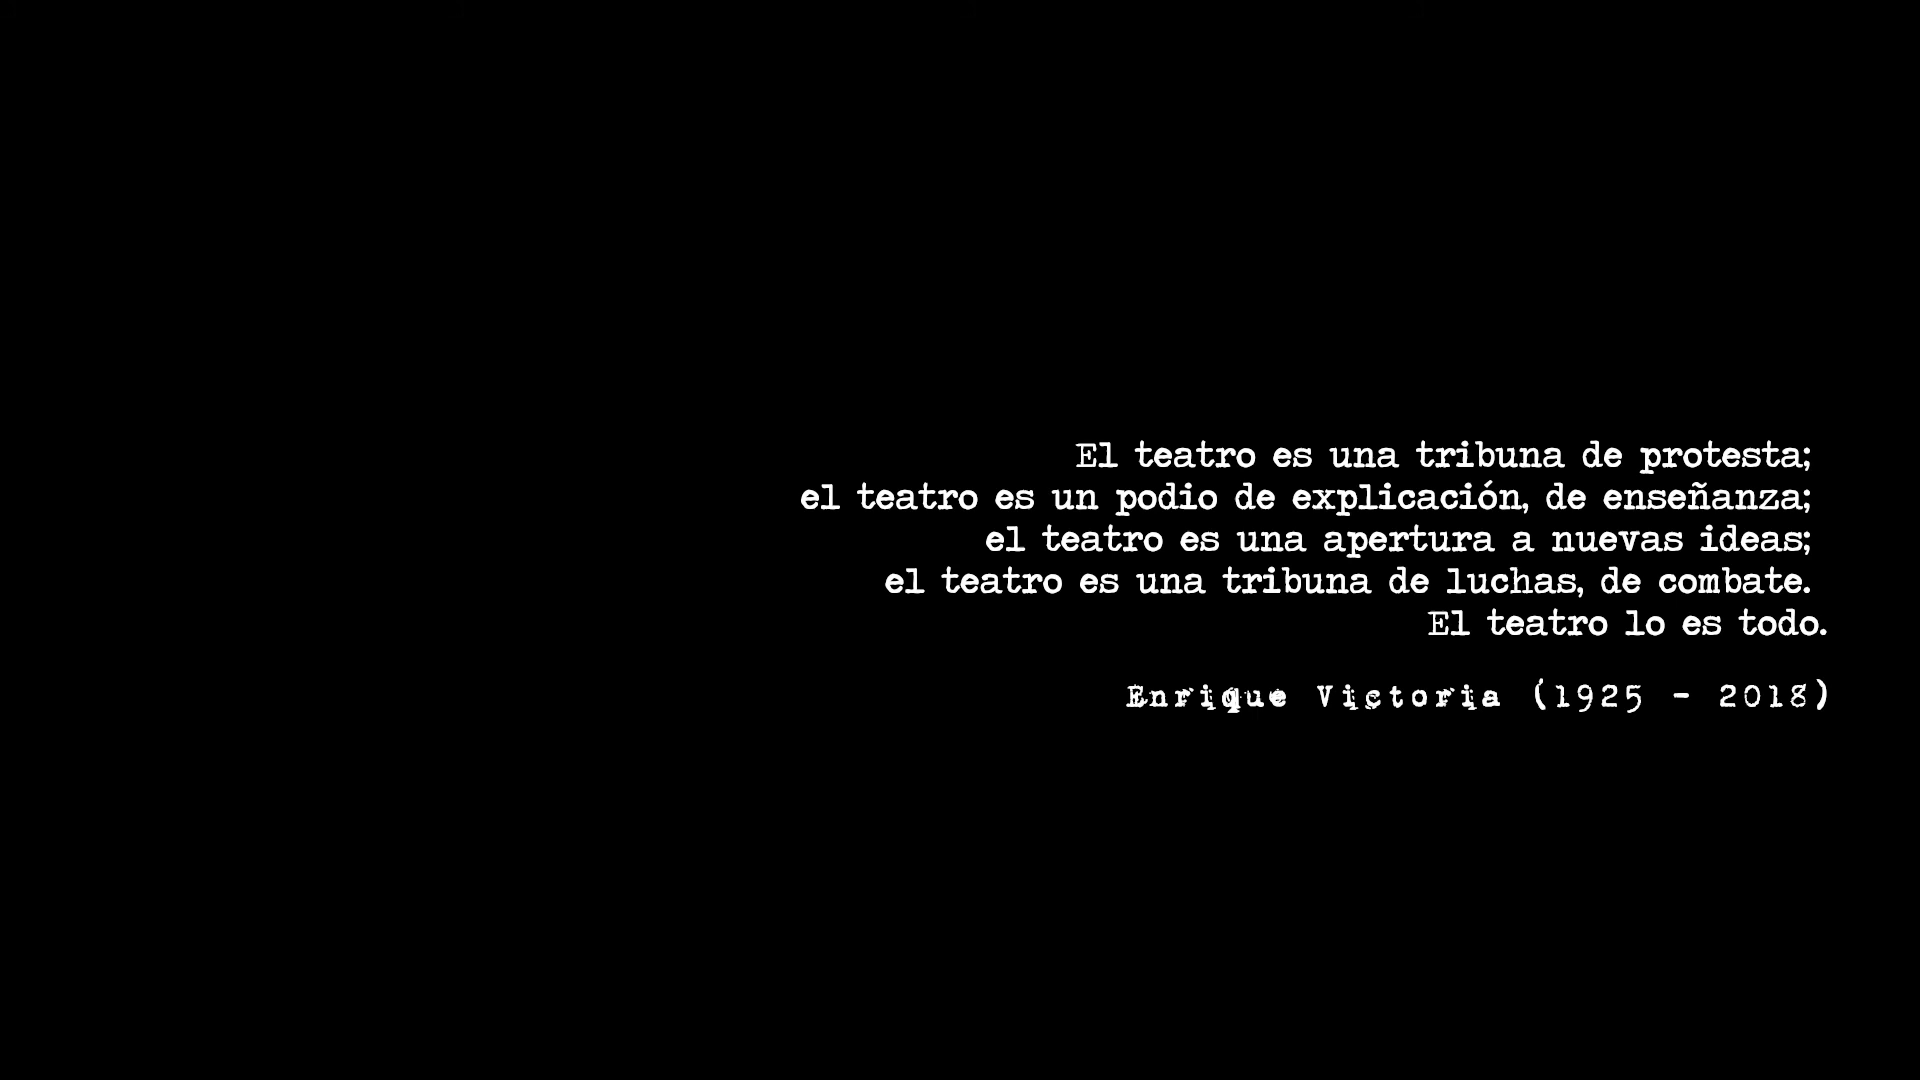 El teatro es una tribuna de protesta;
el teatro es un podio de explicación, de enseñanza;
el teatro es una apertura a nuevas ideas;
el teatro es una tribuna de luchas, de combate.
El teatro lo es todo.
Enrique Victoria (1925 - 2018)